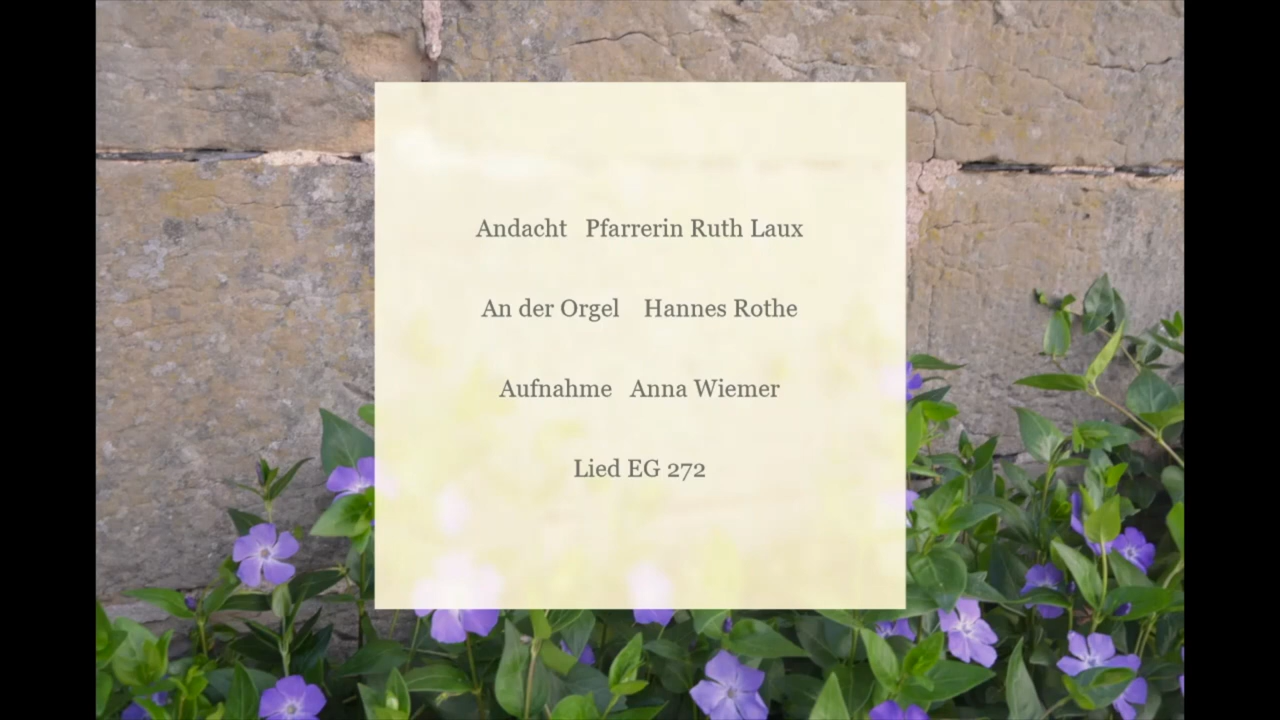 Andacht Pfarrerin Ruth Laux
An der Orgel Hannes Rothe
Aufnahme Anna Wiemer
Lied EG 272